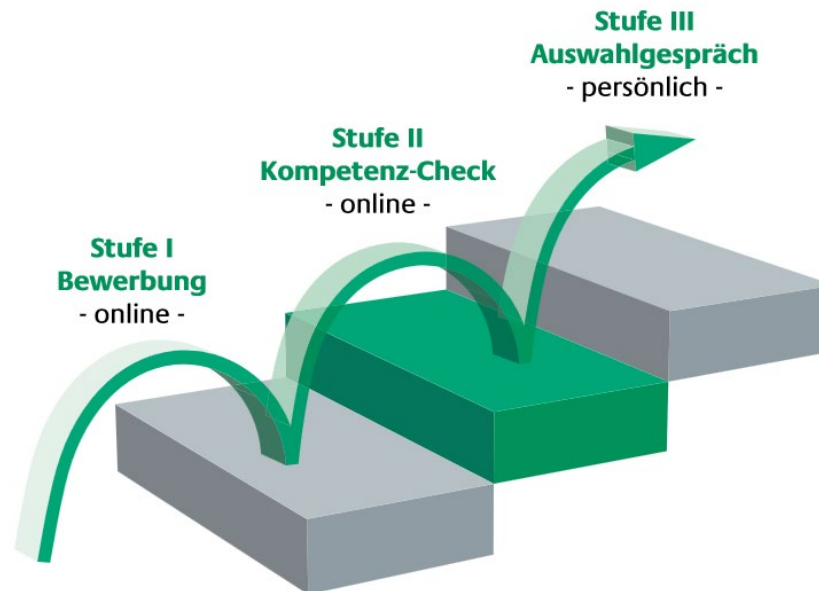 Stufe I
Bewerbung
- online -
Stufe II
Kompetenz-Check
- online -
Stufe III
Auswahlgespräch
- persönlich -